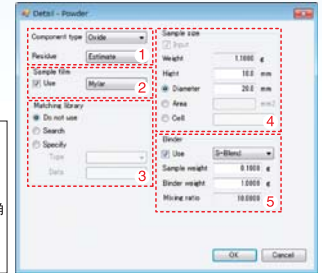 Detail - Powder
Component type Oxide
Residue Estimate 1
Sample film
Use Mylar 2
Matching library
Do not use
Search
Specify
Type
Data 3
Sample size
Input
Weight 1.1000 g
Hight 10.0 mm
Diameter 20.0 mm
Area mm2
Cell 4
Binder
Use S-Blend
Sample weight 0.1000 g
Binder weight 1.0000 g
Mixing ratio 10.0000 5
OK Cancel